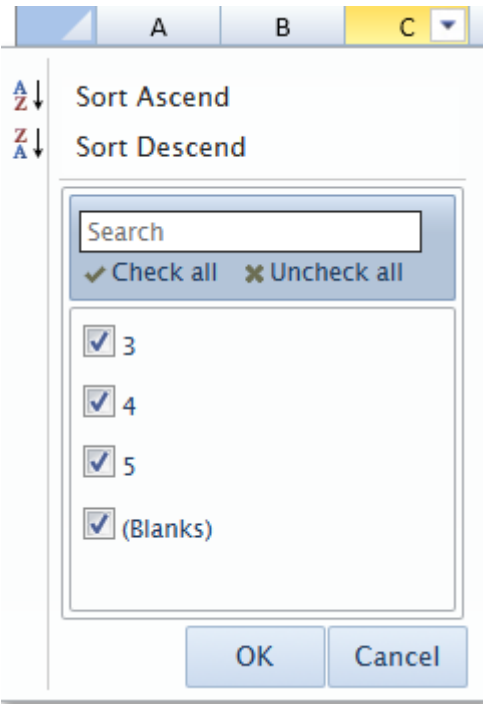 A B C
Sort Ascend
Sort Descend
Search
Check all Uncheck all
3
4
5
(Blanks)
OK Cancel